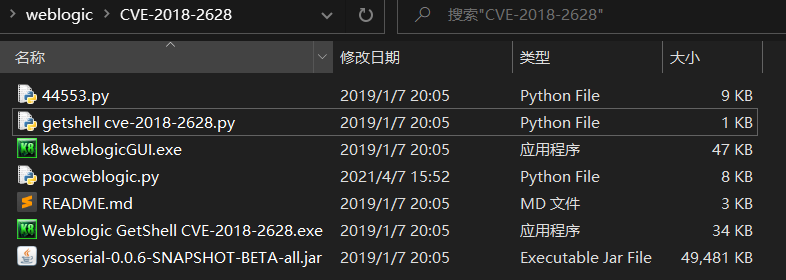 weblogic > CVE-2018-2628 搜索"CVE-2018-2628"
名称 修改日期 类型 大小
44553.py 2019/1/7 20:05 Python File 9 KB
getshell cve-2018-2628.py 2019/1/7 20:05 Python File 1 KB
K8 k8weblogicGUI.exe 2019/1/7 20:05 应用程序 47 KB
pocweblogic.py 2021/4/7 15:52 Python File 8 KB
README.md 2019/1/7 20:05 MD 文件 3 KB
K8 Weblogic GetShell CVE-2018-2628.exe 2019/1/7 20:05 应用程序 34 KB
ysoserial-0.0.6-SNAPSHOT-BETA-all.jar 2019/1/7 20:05 Executable Jar File 49,481 KB